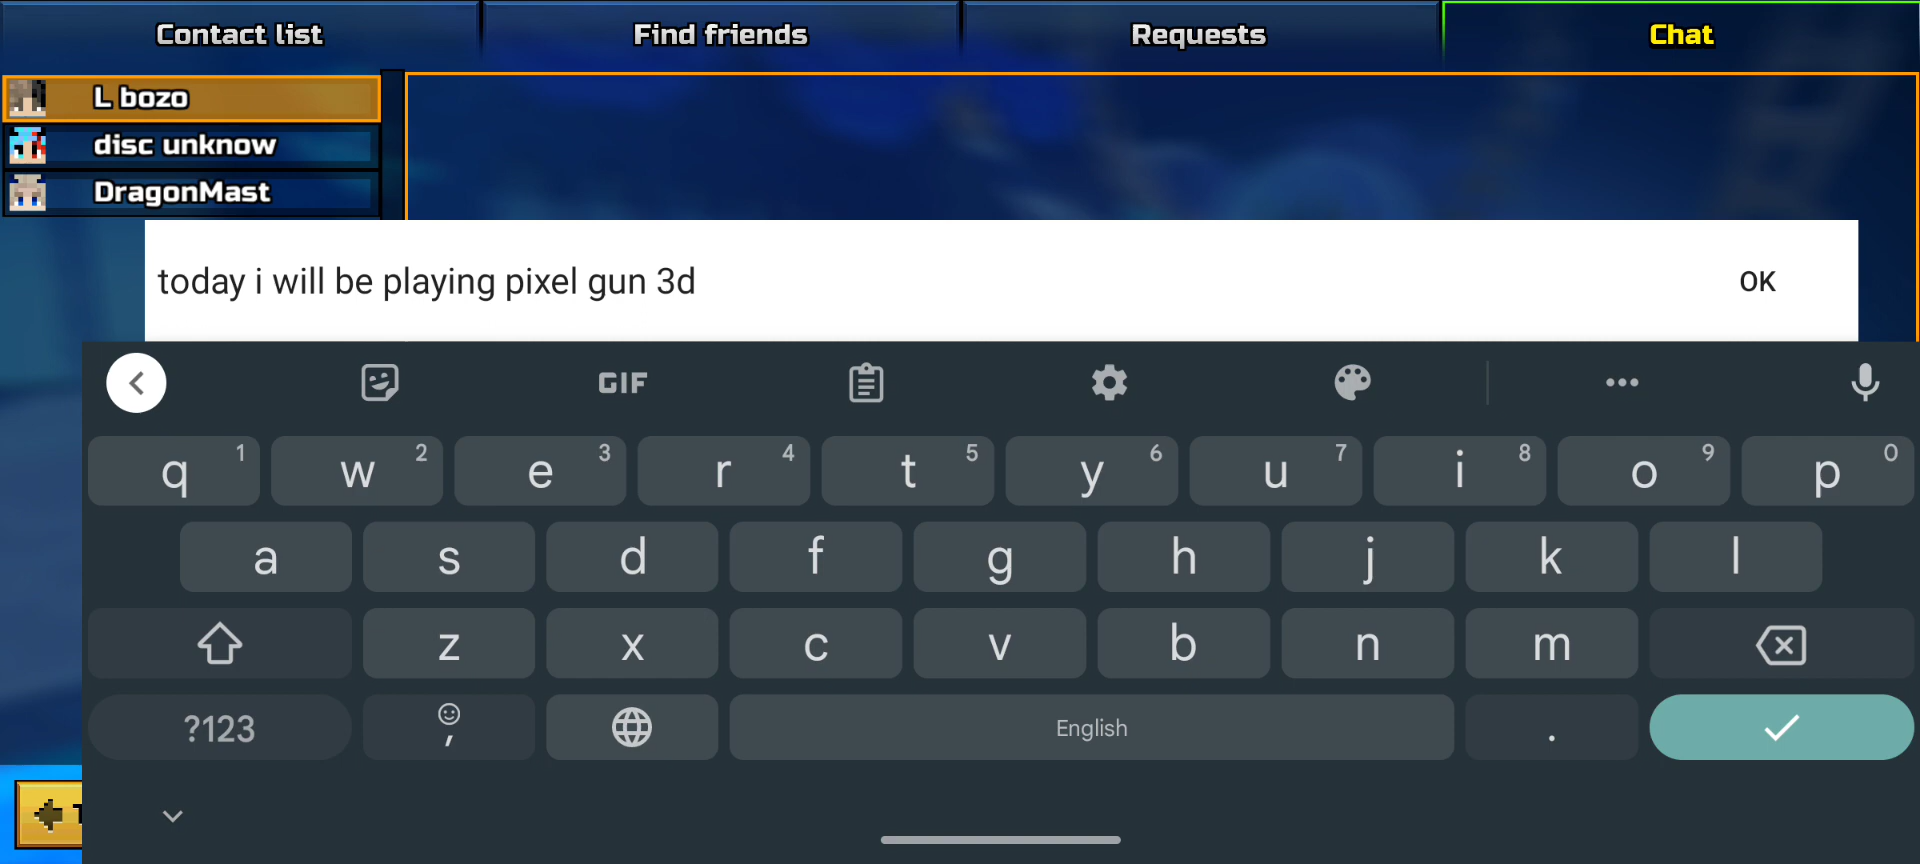 Contact list Find friends Requests Chat
L bozo
disc unknow
DragonMast
today i will be playing pixel gun 3d OK
GIF
q 1 w 2 e 3 r 4 t 5 y 6 u 7 i 8 o 9 p 0
a s d f g h j k l
z x c v b n m
?123 , English .